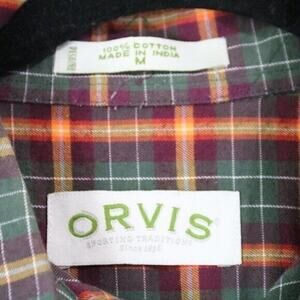 100% COTTON
MADE IN INDIA
M
ORVIS
SPORTING TRADITIONS
Since 1856